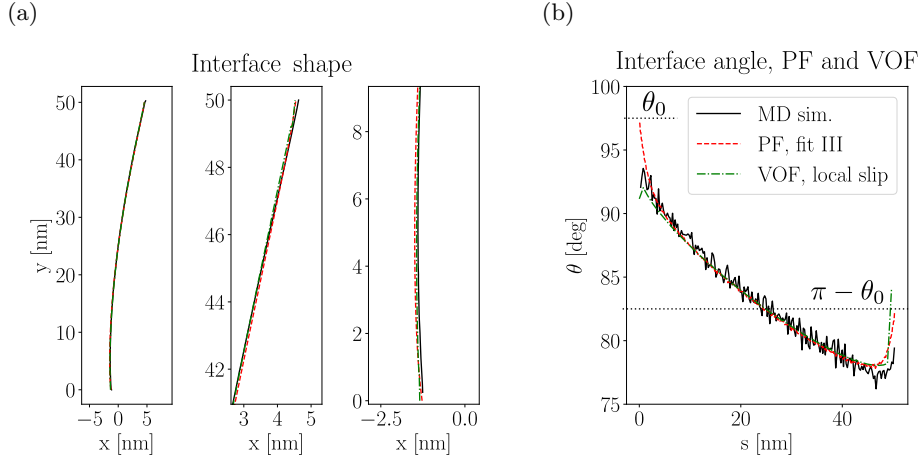 (a)
Interface shape
y [nm]
50
40
30
20
10
0
−5
0
5
x [nm]
50
48
46
44
42
3
4
5
x [nm]
8
6
4
2
0
−2.5
0.0
x [nm]
(b)
Interface angle, PF and VOF
θ [deg]
100
95
90
85
80
75
0
20
40
s [nm]
θ0
π − θ0
MD sim.
PF, fit III
VOF, local slip